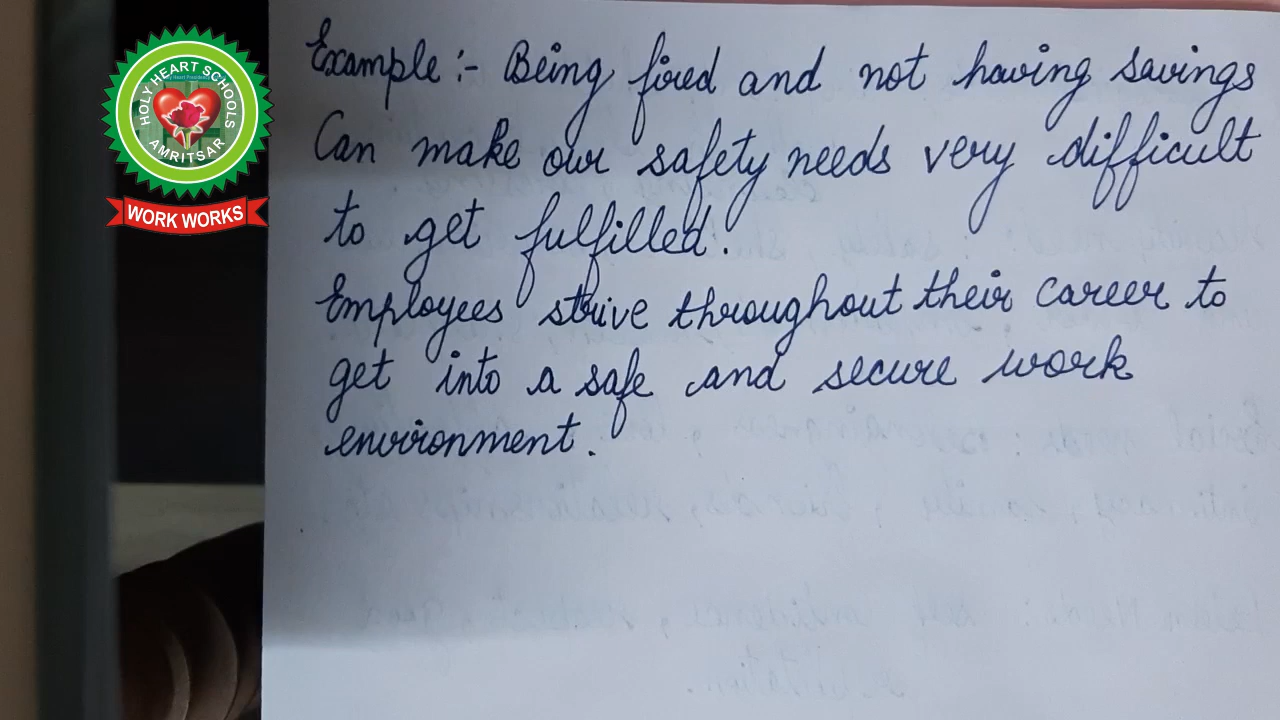 HOLY HEART SCHOOLS
AMRITSAR
WORK WORKS
Example :- Being fired and not having savings
Can make our safety needs very difficult
to get fulfilled.
Employees strive throughout their career to
get into a safe and secure work
environment.